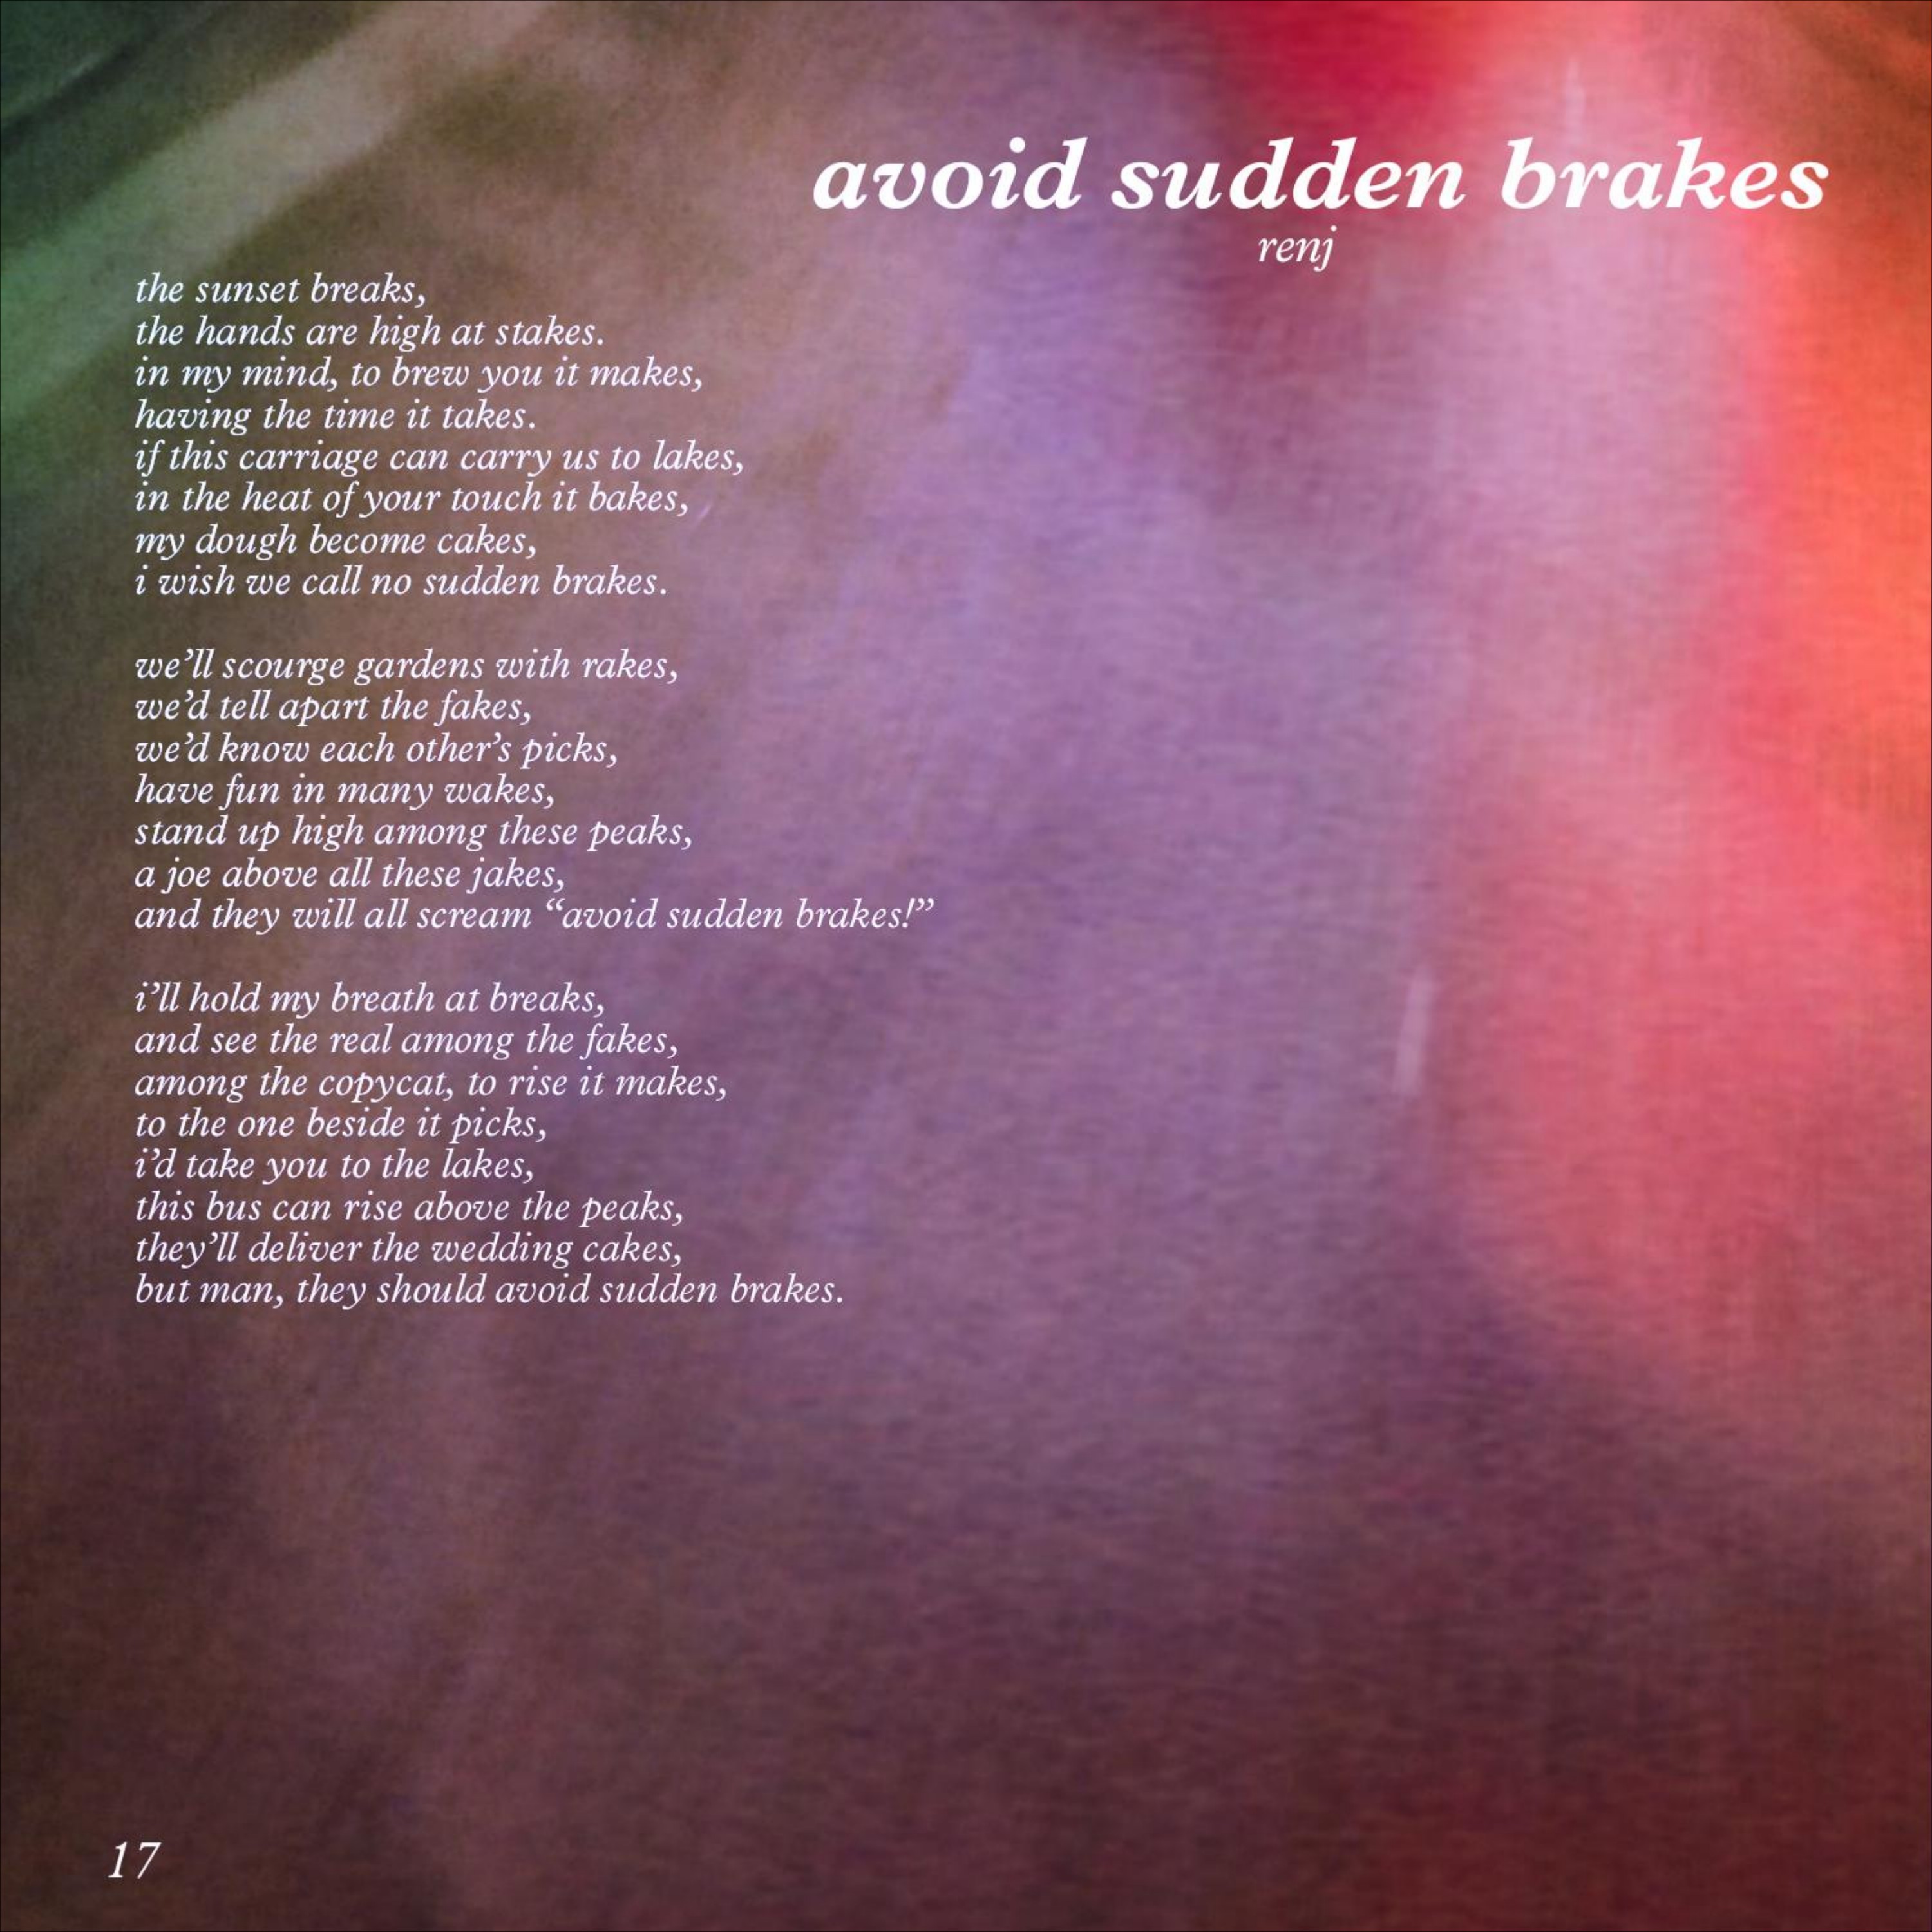 avoid sudden brakes
renj
the sunset breaks,
the hands are high at stakes.
in my mind, to brew you it makes,
having the time it takes.
if this carriage can carry us to lakes,
in the heat of your touch it bakes,
my dough become cakes,
i wish we call no sudden brakes.
we’ll scourge gardens with rakes,
we’d tell apart the fakes,
we’d know each other’s picks,
have fun in many wakes,
stand up high among these peaks,
a joe above all these jakes,
and they will all scream “avoid sudden brakes!”
i’ll hold my breath at breaks,
and see the real among the fakes,
among the copycat, to rise it makes,
to the one beside it picks,
i’d take you to the lakes,
this bus can rise above the peaks,
they’ll deliver the wedding cakes,
but man, they should avoid sudden brakes.
17